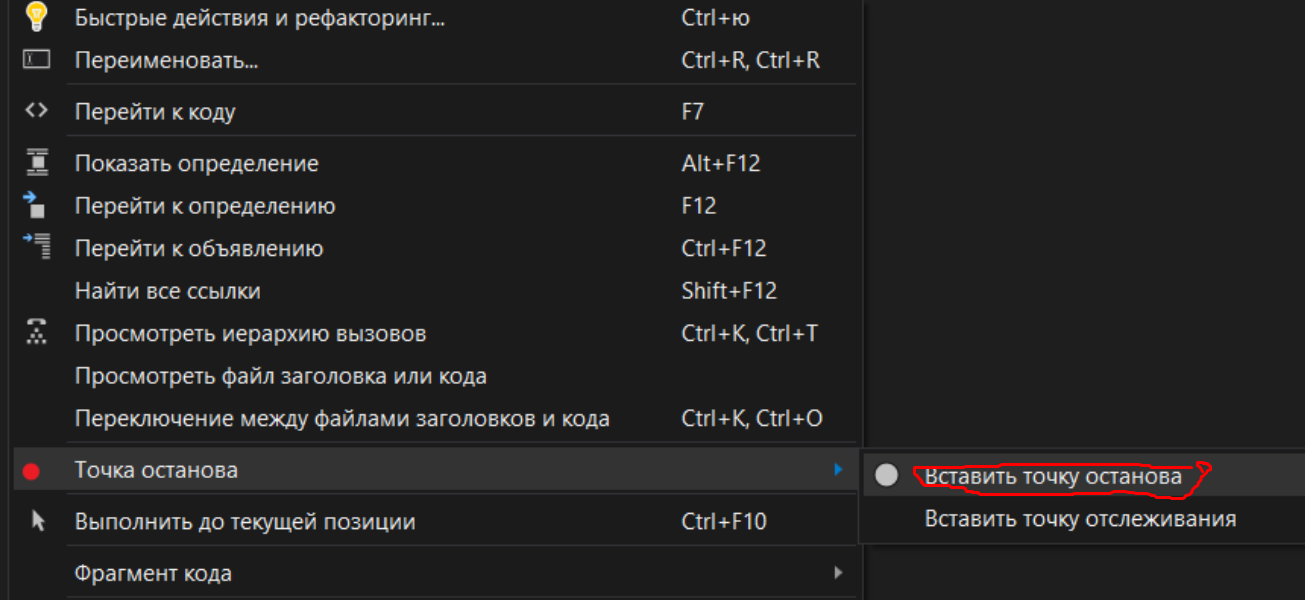 Быстрые действия и рефакторинг... Ctrl+ю
Переименовать... Ctrl+R, Ctrl+R
Перейти к коду F7
Показать определение Alt+F12
Перейти к определению F12
Перейти к объявлению Ctrl+F12
Найти все ссылки Shift+F12
Просмотреть иерархию вызовов Ctrl+K, Ctrl+T
Просмотреть файл заголовка или кода
Переключение между файлами заголовков и кода Ctrl+K, Ctrl+O
Точка останова
Вставить точку останова
Выполнить до текущей позиции Ctrl+F10
Вставить точку отслеживания
Фрагмент кода